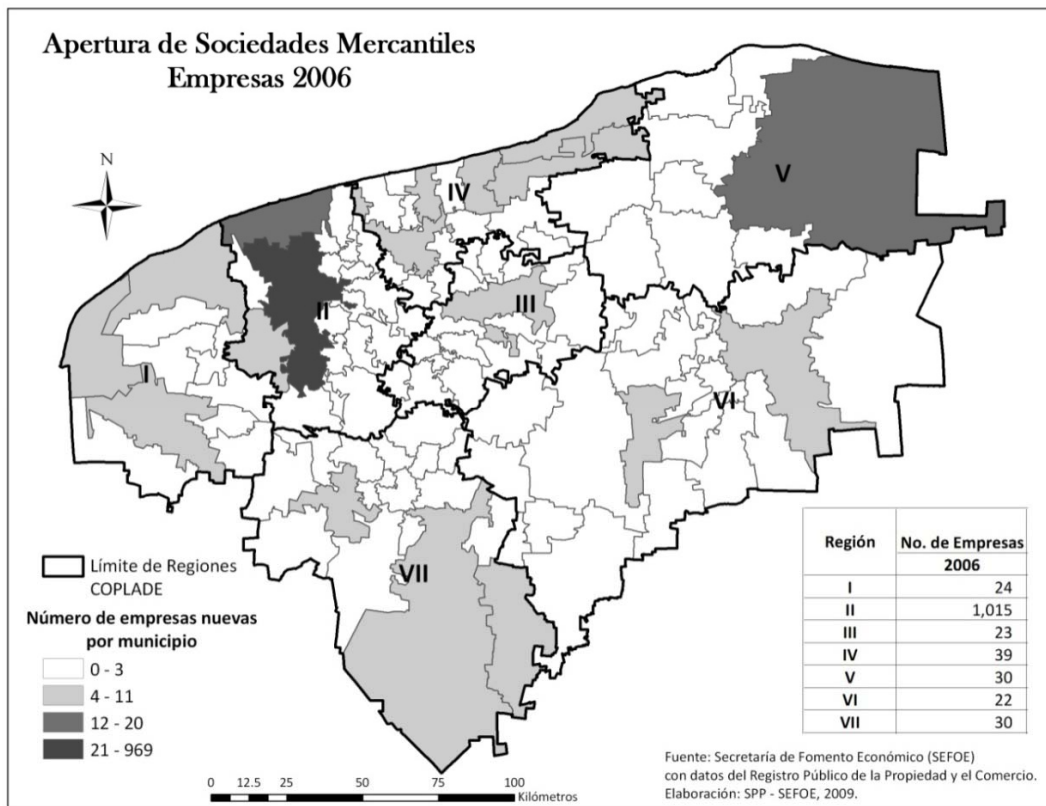 Apertura de Sociedades Mercantiles
Empresas 2006
N
I
II
III
IV
V
VI
VII
Límite de Regiones
COPLADE
Número de empresas nuevas
por municipio
0 - 3
4 - 11
12 - 20
21 - 969
0 12.5 25 50 75 100
Kilómetros
Región No. de Empresas
2006
I 24
II 1,015
III 23
IV 39
V 30
VI 22
VII 30
Fuente: Secretaría de Fomento Económico (SEFOE)
con datos del Registro Público de la Propiedad y el Comercio.
Elaboración: SPP - SEFOE, 2009.